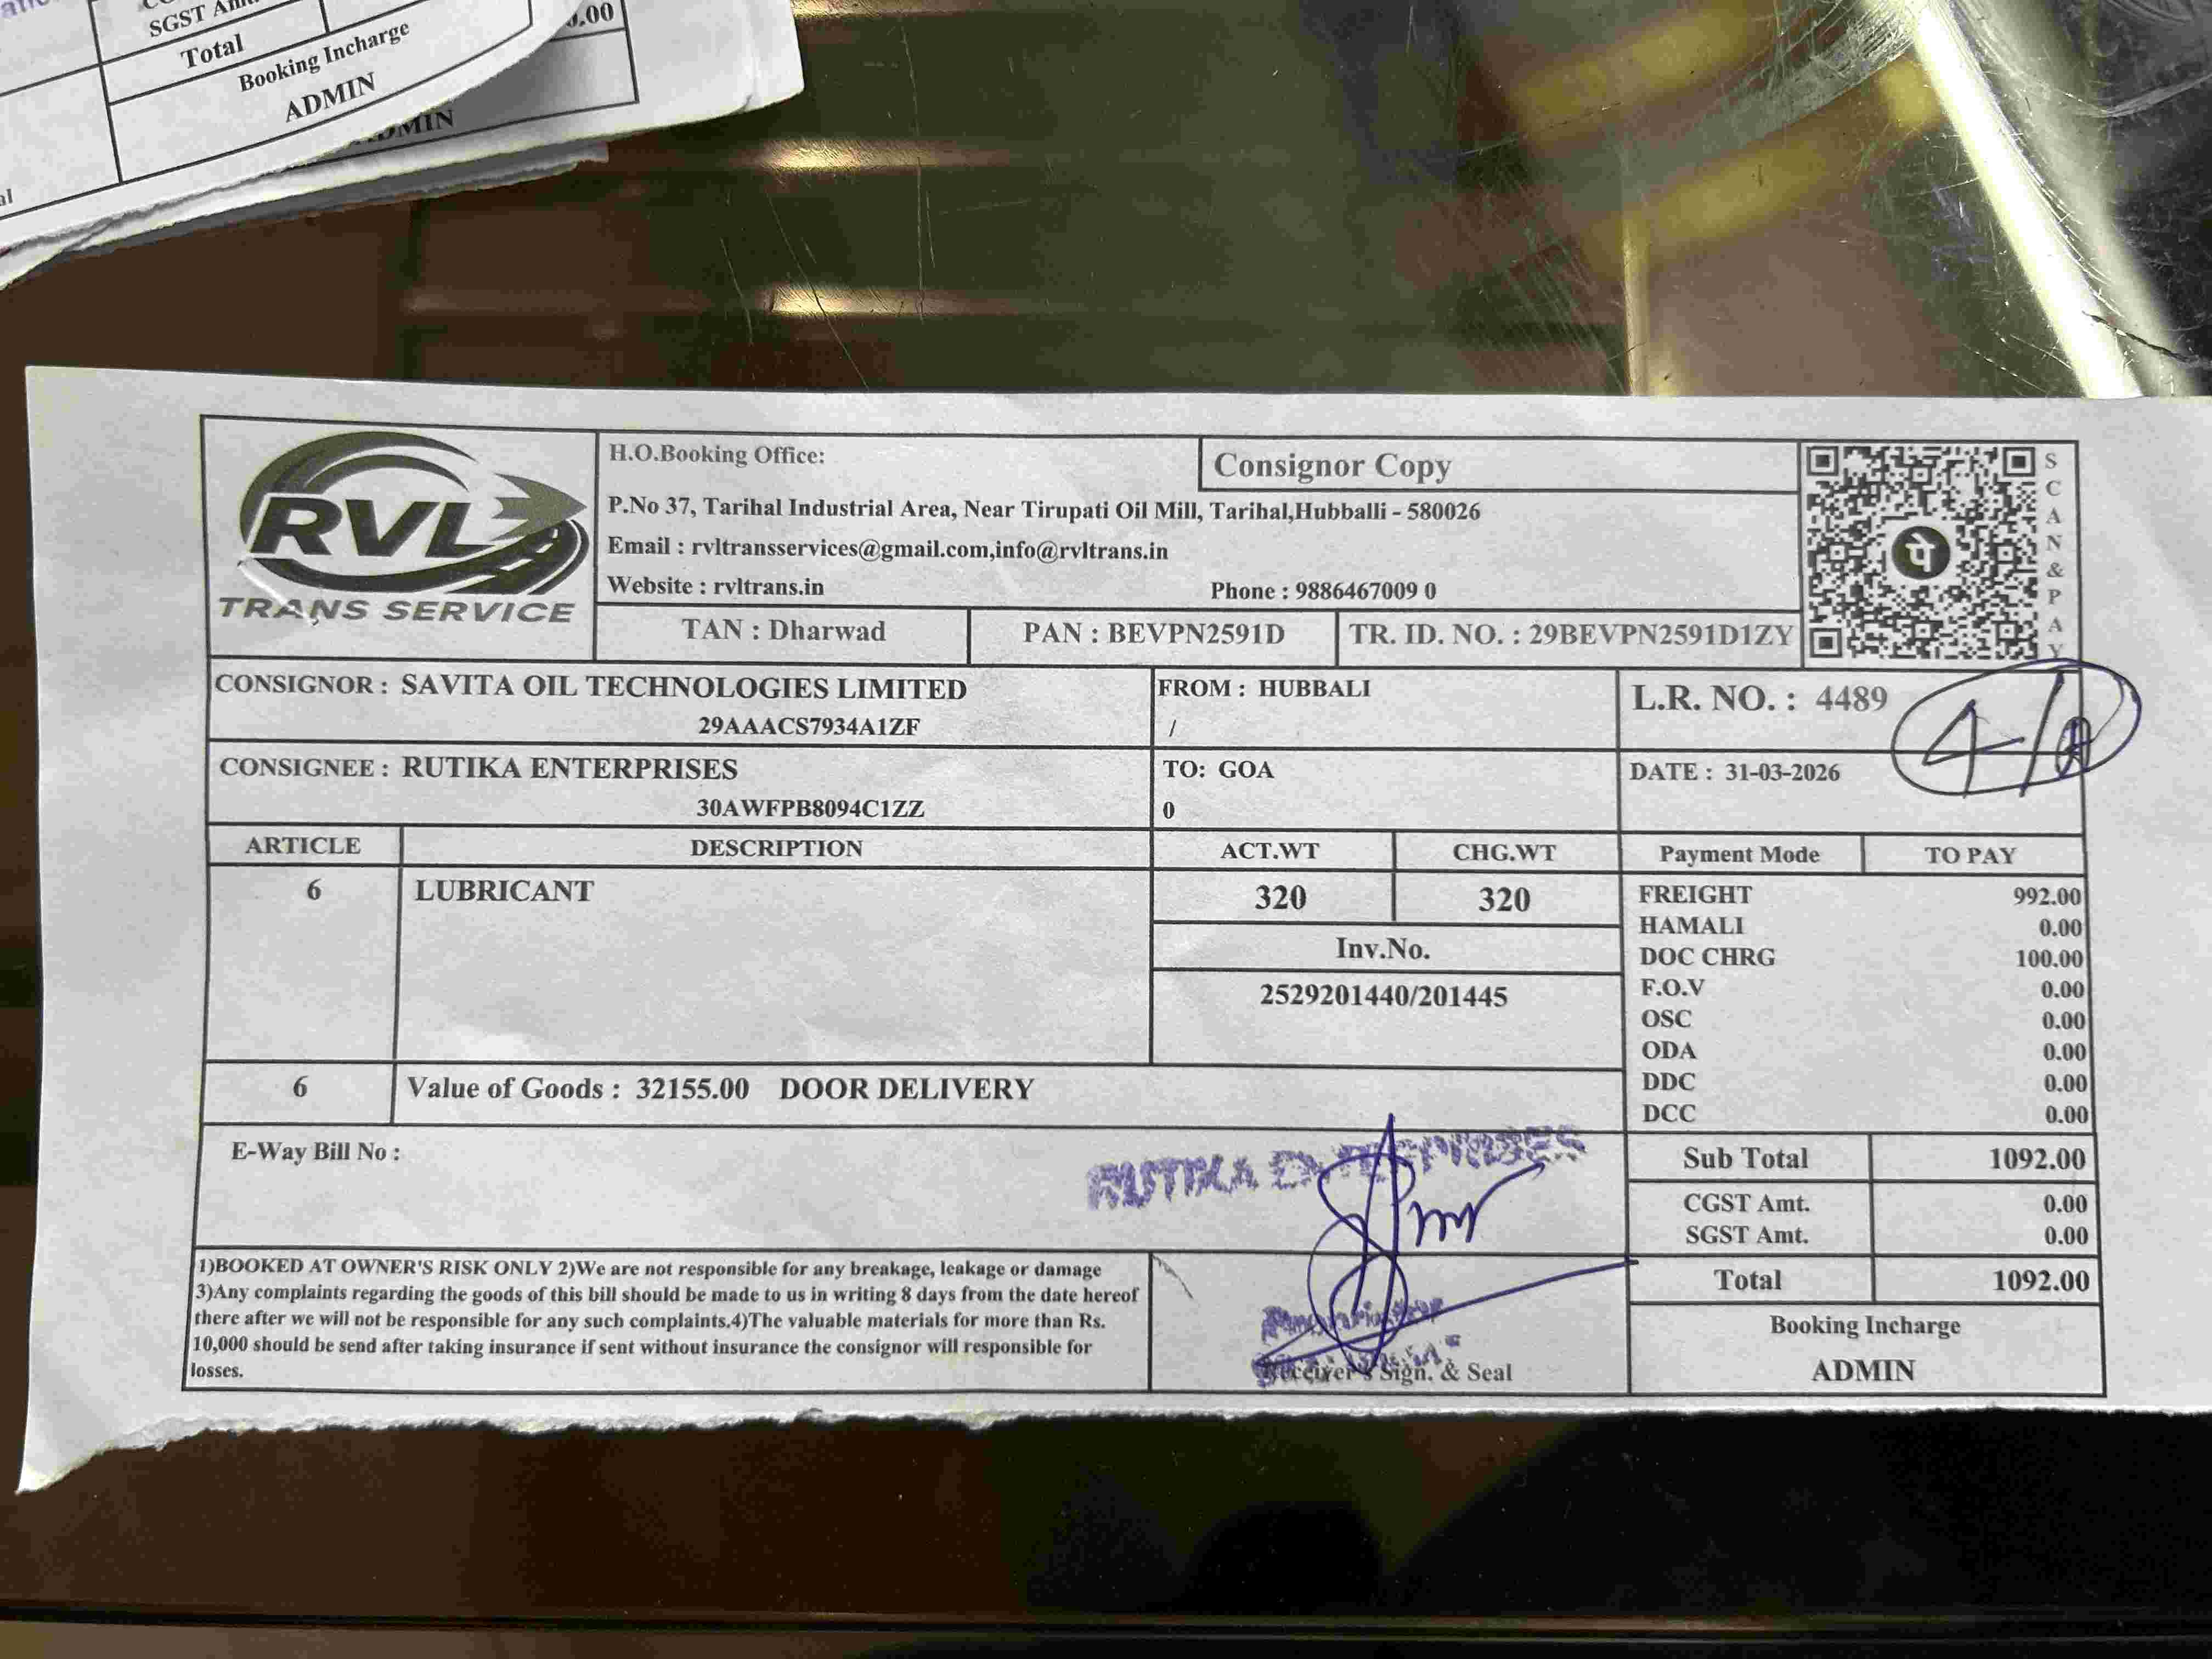 SGST
Total
.00
Booking Incharge
ADMIN
RVL
TRANS SERVICE
H.O.Booking Office:
Consignor Copy
P.No 37, Tarihal Industrial Area, Near Tirupati Oil Mill, Tarihal,Hubballi - 580026
Email : rvltransservices@gmail.com,info@rvltrans.in
Website : rvltrans.in Phone : 9886467009 0
TAN : Dharwad PAN : BEVPN2591D TR. ID. NO. : 29BEVPN2591D1ZY
पे
SCAN&PAY
CONSIGNOR : SAVITA OIL TECHNOLOGIES LIMITED
29AAACS7934A1ZF
FROM : HUBBALI
/
L.R. NO. : 4489
CONSIGNEE : RUTIKA ENTERPRISES
30AWFPB8094C1ZZ
TO: GOA
0
DATE : 31-03-2026
ARTICLE DESCRIPTION ACT.WT CHG.WT Payment Mode TO PAY
6 LUBRICANT 320 320
Inv.No.
2529201440/201445
FREIGHT 992.00
HAMALI 0.00
DOC CHRG 100.00
F.O.V 0.00
OSC 0.00
ODA 0.00
DDC 0.00
DCC 0.00
6 Value of Goods : 32155.00 DOOR DELIVERY
E-Way Bill No :
RUTIKA ENTERPRISES
Sub Total 1092.00
CGST Amt. 0.00
SGST Amt. 0.00
Total 1092.00
1)BOOKED AT OWNER'S RISK ONLY 2)We are not responsible for any breakage, leakage or damage
3)Any complaints regarding the goods of this bill should be made to us in writing 8 days from the date hereof
there after we will not be responsible for any such complaints.4)The valuable materials for more than Rs.
10,000 should be send after taking insurance if sent without insurance the consignor will responsible for
losses.
Proprietor
Receiver's Sign. & Seal
Booking Incharge
ADMIN